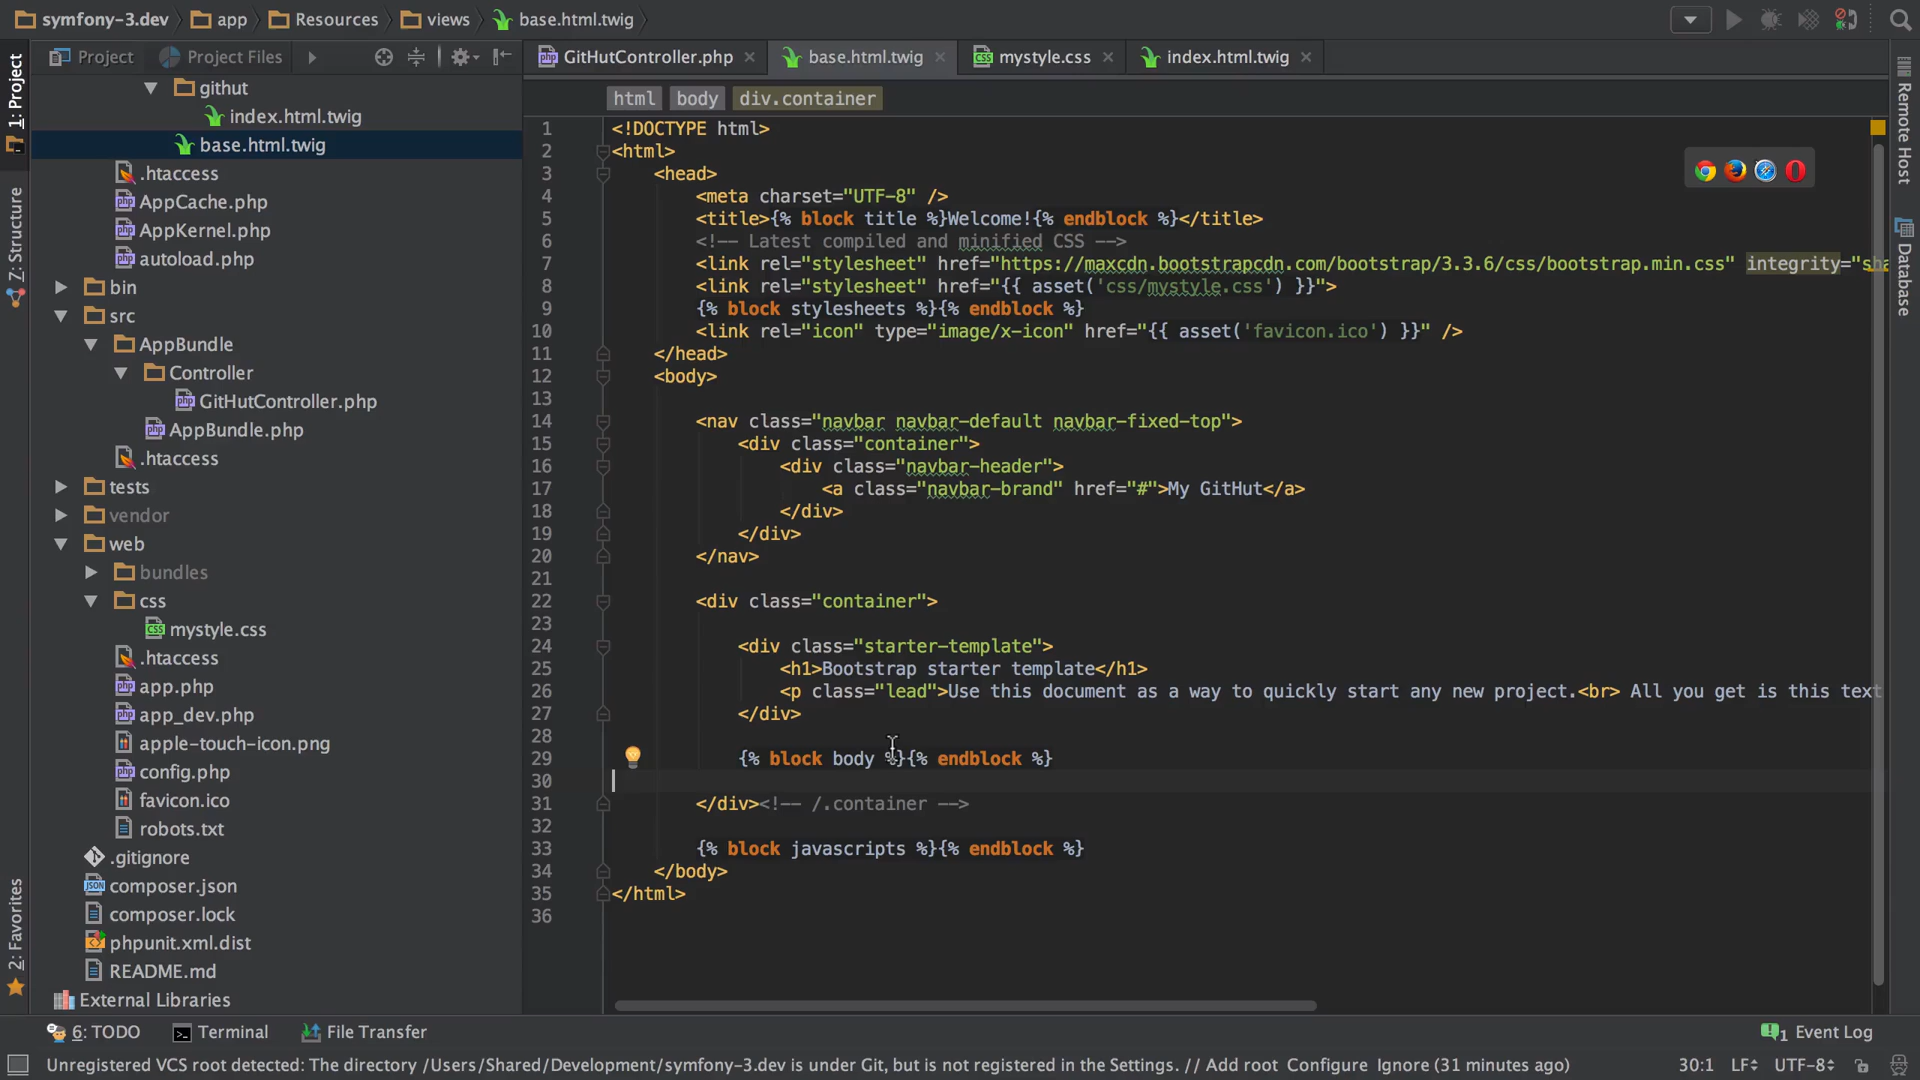 symfony-3.dev app Resources views base.html.twig
1: Project
Z: Structure
2: Favorites
Project Project Files
githut
index.html.twig
base.html.twig
.htaccess
AppCache.php
AppKernel.php
autoload.php
bin
src
AppBundle
Controller
GitHutController.php
AppBundle.php
.htaccess
tests
vendor
web
bundles
css
mystyle.css
.htaccess
app.php
app_dev.php
apple-touch-icon.png
config.php
favicon.ico
robots.txt
.gitignore
composer.json
composer.lock
phpunit.xml.dist
README.md
External Libraries
GitHutController.php base.html.twig mystyle.css index.html.twig
html body div.container
1 <!DOCTYPE html>
2 <html>
3 <head>
4 <meta charset="UTF-8" />
5 <title>{% block title %}Welcome!{% endblock %}</title>
6 <!-- Latest compiled and minified CSS -->
7 <link rel="stylesheet" href="https://maxcdn.bootstrapcdn.com/bootstrap/3.3.6/css/bootstrap.min.css" integrity="sha
8 <link rel="stylesheet" href="{{ asset('css/mystyle.css') }}">
9 {% block stylesheets %}{% endblock %}
10 <link rel="icon" type="image/x-icon" href="{{ asset('favicon.ico') }}" />
11 </head>
12 <body>
13
14 <nav class="navbar navbar-default navbar-fixed-top">
15 <div class="container">
16 <div class="navbar-header">
17 <a class="navbar-brand" href="#">My GitHut</a>
18 </div>
19 </div>
20 </nav>
21
22 <div class="container">
23
24 <div class="starter-template">
25 <h1>Bootstrap starter template</h1>
26 <p class="lead">Use this document as a way to quickly start any new project.<br> All you get is this text
27 </div>
28
29 {% block body %}{% endblock %}
30
31 </div><!-- /.container -->
32
33 {% block javascripts %}{% endblock %}
34 </body>
35 </html>
36
Remote Host
Database
6: TODO Terminal File Transfer 1 Event Log
Unregistered VCS root detected: The directory /Users/Shared/Development/symfony-3.dev is under Git, but is not registered in the Settings. // Add root Configure Ignore (31 minutes ago) 30:1 LF UTF-8